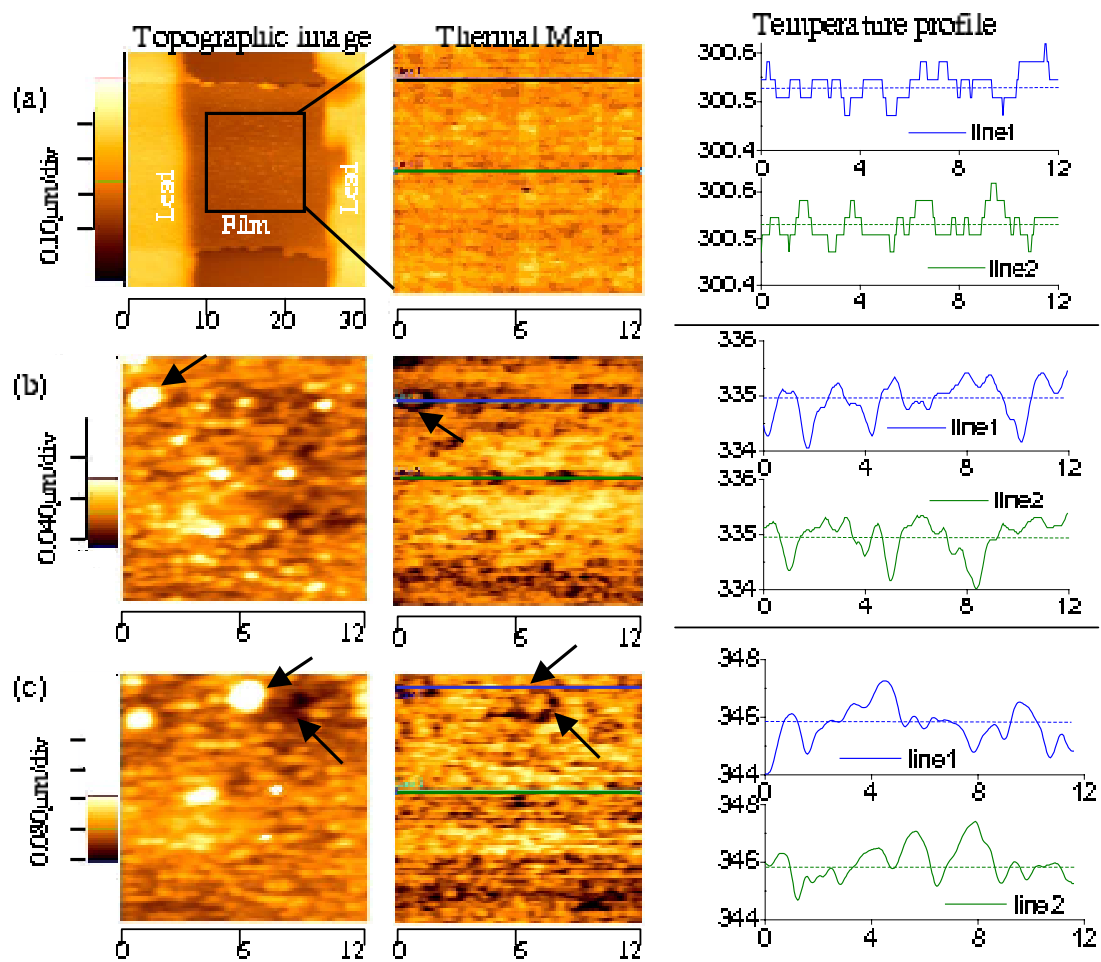 Topographic image
Thermal Map
Temperature profile
(a)
0.10μm/div
Lead
Film
Lead
0 10 20 30
0 6 12
300.6
300.5
300.4
line1
0 4 8 12
300.6
300.5
300.4
line2
0 4 8 12
(b)
0.040μm/div
0 6 12
0 6 12
336
335
334
line1
0 4 8 12
336
335
334
line2
0 4 8 12
(c)
0.080μm/div
0 6 12
0 6 12
348
346
344
line1
0 4 8 12
348
346
344
line2
0 4 8 12